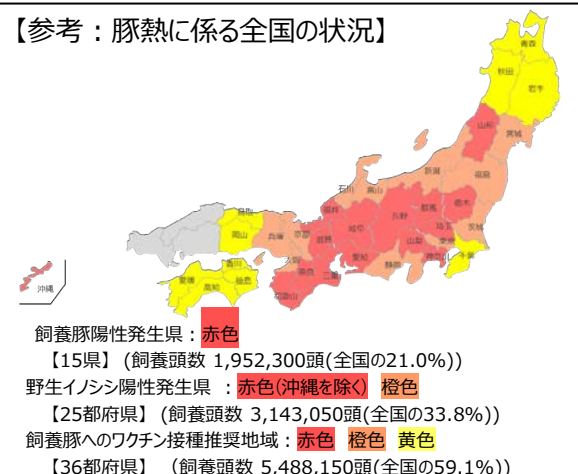 【参考：豚熱に係る全国の状況】
青森
秋田
岩手
山形
宮城
新潟
福島
石川
富山
福井
長野
群馬
栃木
鳥取
岡山
兵庫
京都
滋賀
岐阜
埼玉
茨城
山梨
東京
千葉
神奈川
大阪
奈良
三重
愛知
静岡
香川
愛媛
高知
徳島
和歌山
沖縄
飼養豚陽性発生県：赤色
【15県】 (飼養頭数 1,952,300頭(全国の21.0%))
野生イノシシ陽性発生県 ：赤色(沖縄を除く) 橙色
【25都府県】 (飼養頭数 3,143,050頭(全国の33.8%))
飼養豚へのワクチン接種推奨地域：赤色 橙色 黄色
【36都府県】 (飼養頭数 5,488,150頭(全国の59.1%))